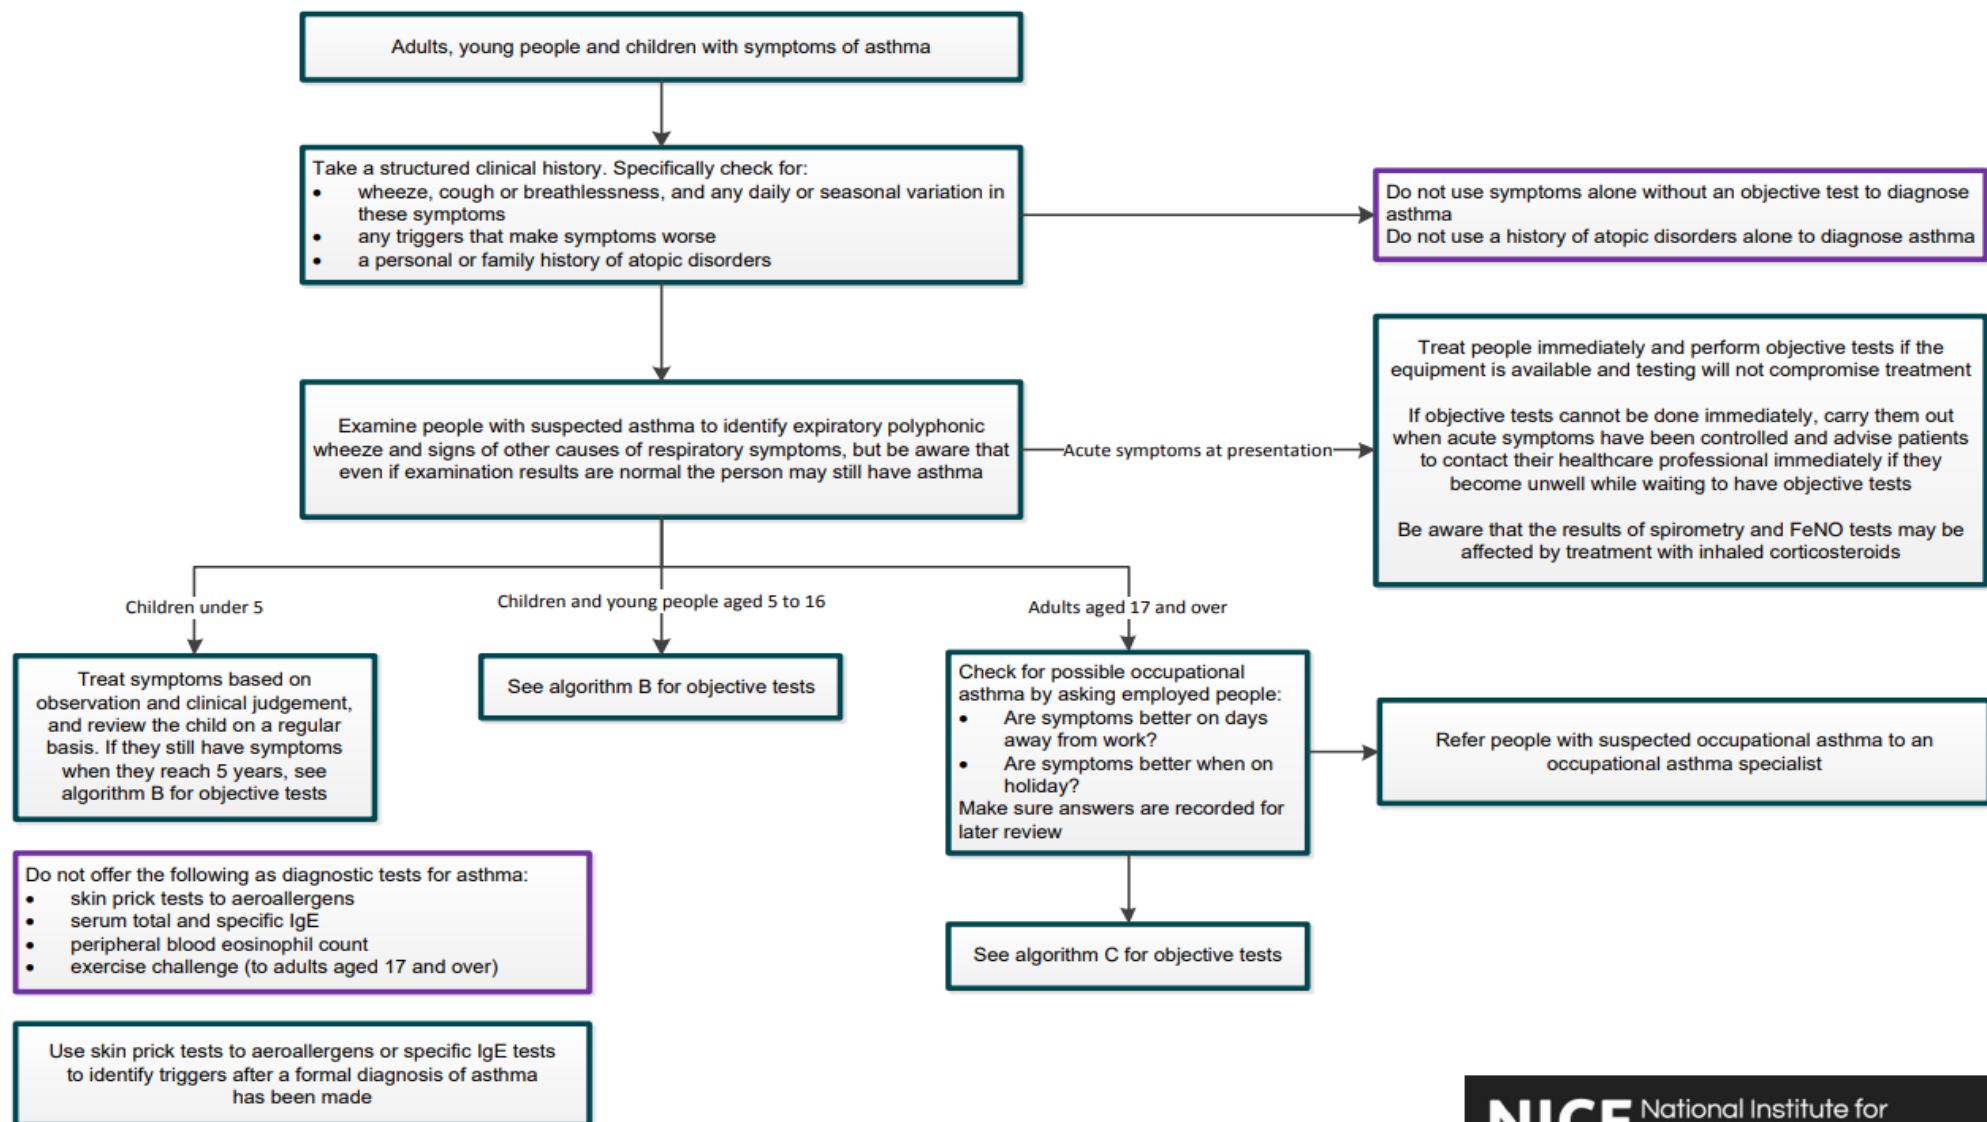 Adults, young people and children with symptoms of asthma
Take a structured clinical history. Specifically check for:
• wheeze, cough or breathlessness, and any daily or seasonal variation in
these symptoms
• any triggers that make symptoms worse
• a personal or family history of atopic disorders
Do not use symptoms alone without an objective test to diagnose
asthma
Do not use a history of atopic disorders alone to diagnose asthma
Examine people with suspected asthma to identify expiratory polyphonic
wheeze and signs of other causes of respiratory symptoms, but be aware that
even if examination results are normal the person may still have asthma
Acute symptoms at presentation
Treat people immediately and perform objective tests if the
equipment is available and testing will not compromise treatment
If objective tests cannot be done immediately, carry them out
when acute symptoms have been controlled and advise patients
to contact their healthcare professional immediately if they
become unwell while waiting to have objective tests
Be aware that the results of spirometry and FeNO tests may be
affected by treatment with inhaled corticosteroids
Children under 5
Children and young people aged 5 to 16
Adults aged 17 and over
Treat symptoms based on
observation and clinical judgement,
and review the child on a regular
basis. If they still have symptoms
when they reach 5 years, see
algorithm B for objective tests
See algorithm B for objective tests
Check for possible occupational
asthma by asking employed people:
• Are symptoms better on days
away from work?
• Are symptoms better when on
holiday?
Make sure answers are recorded for
later review
Refer people with suspected occupational asthma to an
occupational asthma specialist
Do not offer the following as diagnostic tests for asthma:
• skin prick tests to aeroallergens
• serum total and specific IgE
• peripheral blood eosinophil count
• exercise challenge (to adults aged 17 and over)
See algorithm C for objective tests
Use skin prick tests to aeroallergens or specific IgE tests
to identify triggers after a formal diagnosis of asthma
has been made
NICE National Institute for